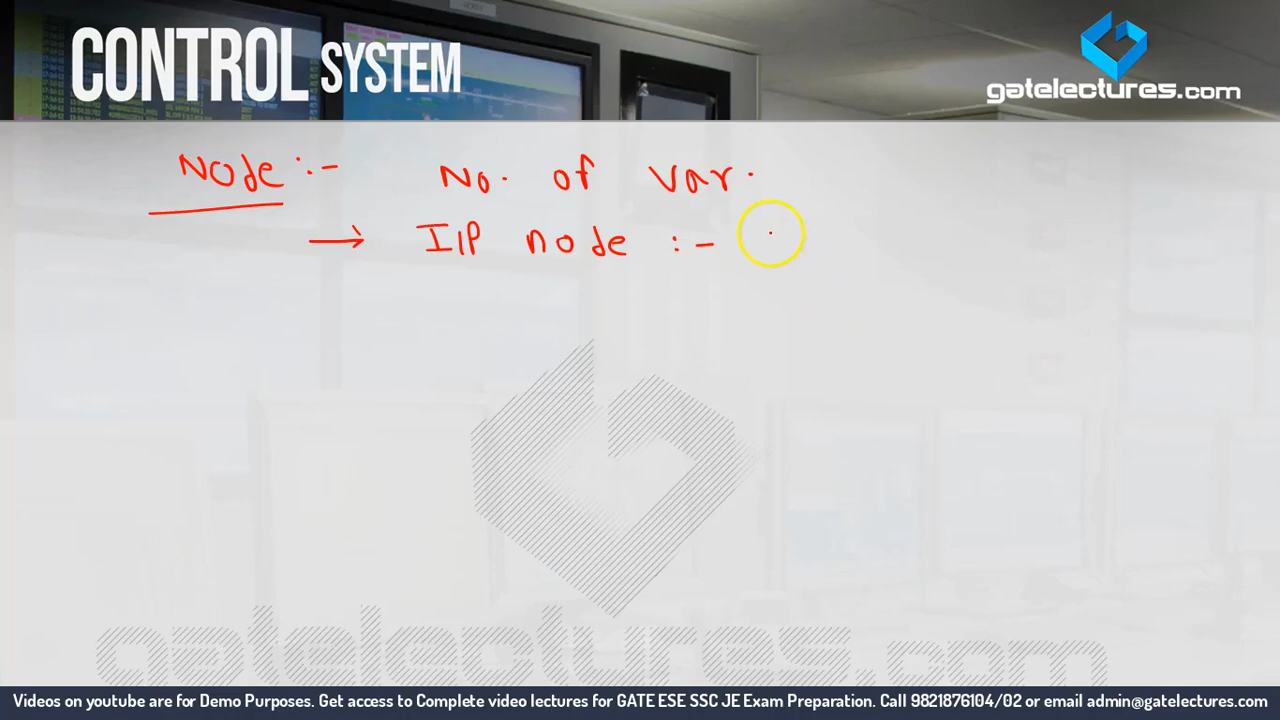 CONTROL SYSTEM
gatelectures.com
Node :- No. of var.
→ I/P node :-
gatelectures.com
Videos on youtube are for Demo Purposes. Get access to Complete video lectures for GATE ESE SSC JE Exam Preparation. Call 9821876104/02 or email admin@gatelectures.com